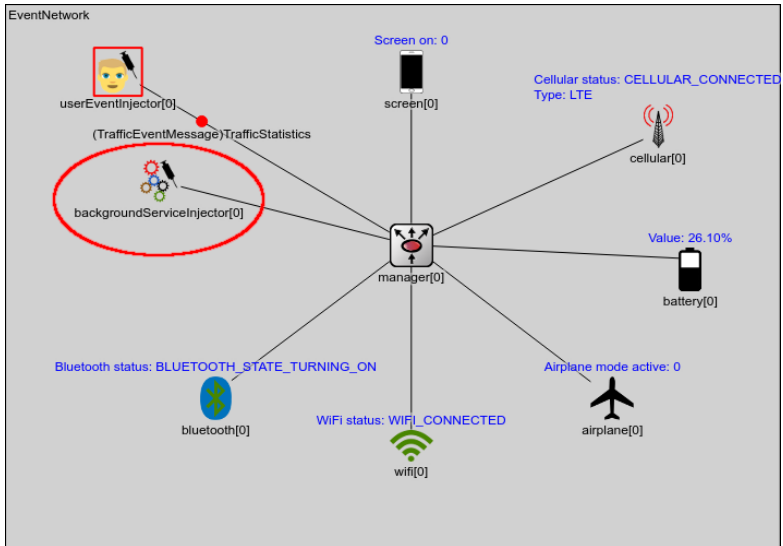 EventNetwork
Screen on: 0
userEventInjector[0]
screen[0]
Cellular status: CELLULAR_CONNECTED
Type: LTE
cellular[0]
(TrafficEventMessage)TrafficStatistics
backgroundServiceInjector[0]
manager[0]
Value: 26.10%
battery[0]
Bluetooth status: BLUETOOTH_STATE_TURNING_ON
bluetooth[0]
WiFi status: WIFI_CONNECTED
wifi[0]
Airplane mode active: 0
airplane[0]